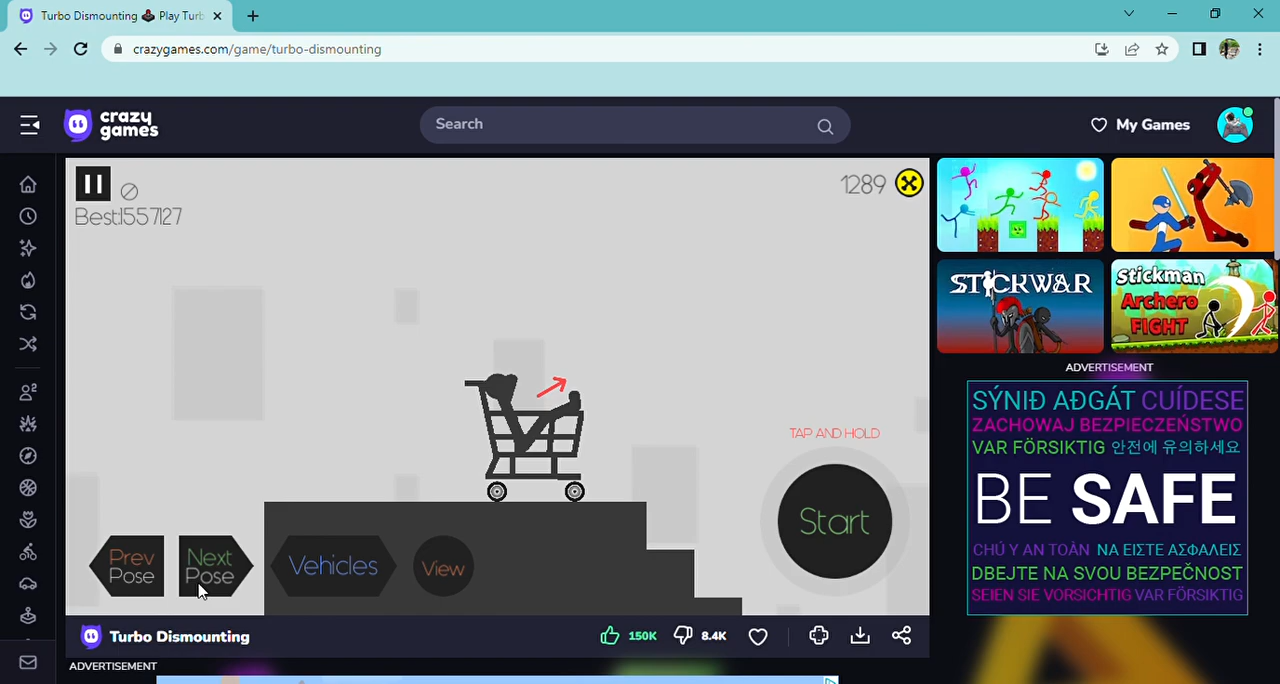 Turbo Dismounting 🕹 Play Turb
crazygames.com/game/turbo-dismounting
crazy
games
Search
My Games
1289
Best:1557127
TAP AND HOLD
Start
Prev
Pose
Next
Pose
Vehicles
View
STICKWAR
Stickman
Archero
FIGHT
ADVERTISEMENT
SÝNIÐ AÐGÁT CUÍDESE
ZACHOWAJ BEZPIECZEŃSTWO
VAR FÖRSIKTIG 안전에 유의하세요
BE SAFE
CHÚ Ý AN TOÀN ΝΑ ΕΙΣΤΕ ΑΣΦΑΛΕΙΣ
DBEJTE NA SVOU BEZPEČNOST
SEIEN SIE VORSICHTIG VAR FÖRSIKTIG
Turbo Dismounting
150K
8.4K
ADVERTISEMENT